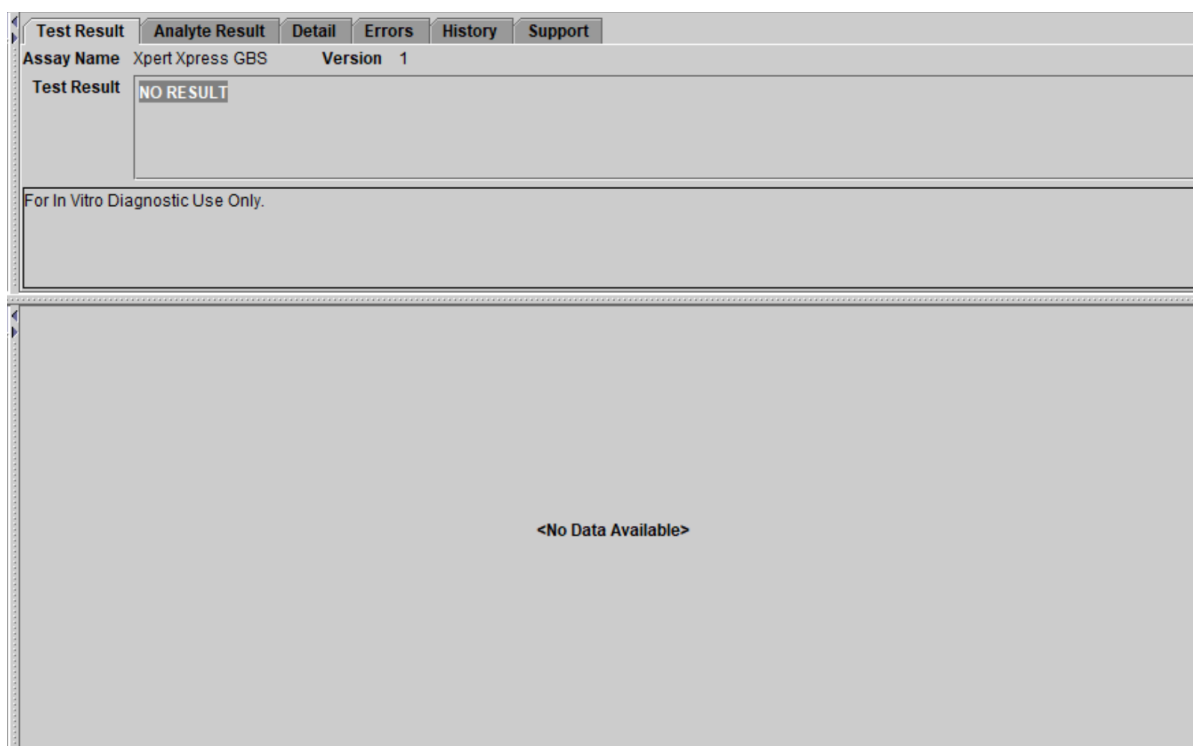 Test Result Analyte Result Detail Errors History Support
Assay Name Xpert Xpress GBS Version 1
Test Result NO RESULT
For In Vitro Diagnostic Use Only.
<No Data Available>